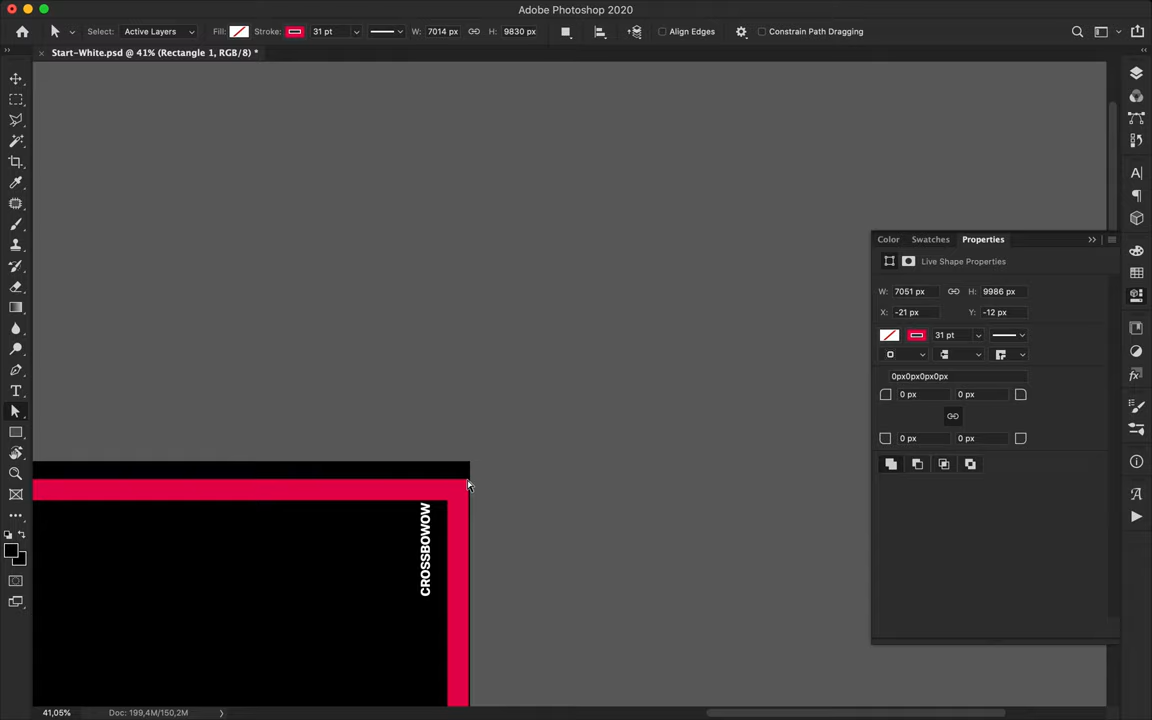 Adobe Photoshop 2020
Select: Active Layers Fill: Stroke: 31 pt W: 7014 px H: 9830 px Align Edges Constrain Path Dragging
Start-White.psd @ 41% (Rectangle 1, RGB/8) *
Color Swatches Properties
Live Shape Properties
W: 7051 px H: 9986 px
X: -21 px Y: -12 px
31 pt
0px0px0px0px
0 px 0 px
0 px 0 px
CROSSBOWOW
41,05% Doc: 199,4M/150,2M